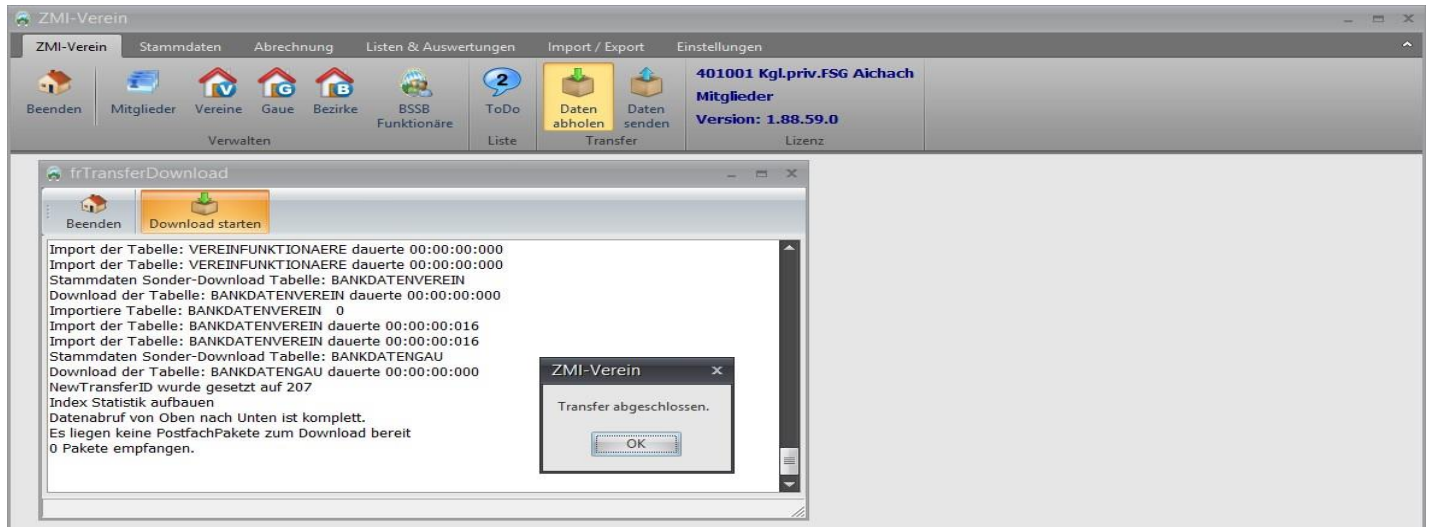 ZMI-Verein
ZMI-Verein Stammdaten Abrechnung Listen & Auswertungen Import / Export Einstellungen
Beenden Mitglieder Vereine Gaue Bezirke BSSB Funktionäre ToDo Daten abholen Daten senden
V G B 2
401001 Kgl.priv.FSG Aichach
Mitglieder
Version: 1.88.59.0
Verwalten Liste Transfer Lizenz
frTransferDownload
Beenden Download starten
Import der Tabelle: VEREINFUNKTIONAERE dauerte 00:00:00:000
Import der Tabelle: VEREINFUNKTIONAERE dauerte 00:00:00:000
Stammdaten Sonder-Download Tabelle: BANKDATENVEREIN
Download der Tabelle: BANKDATENVEREIN dauerte 00:00:00:000
Importiere Tabelle: BANKDATENVEREIN 0
Import der Tabelle: BANKDATENVEREIN dauerte 00:00:00:016
Import der Tabelle: BANKDATENVEREIN dauerte 00:00:00:016
Stammdaten Sonder-Download Tabelle: BANKDATENGAU
Download der Tabelle: BANKDATENGAU dauerte 00:00:00:000
NewTransferID wurde gesetzt auf 207
Index Statistik aufbauen
Datenabruf von Oben nach Unten ist komplett.
Es liegen keine PostfachPakete zum Download bereit
0 Pakete empfangen.
ZMI-Verein
Transfer abgeschlossen.
OK